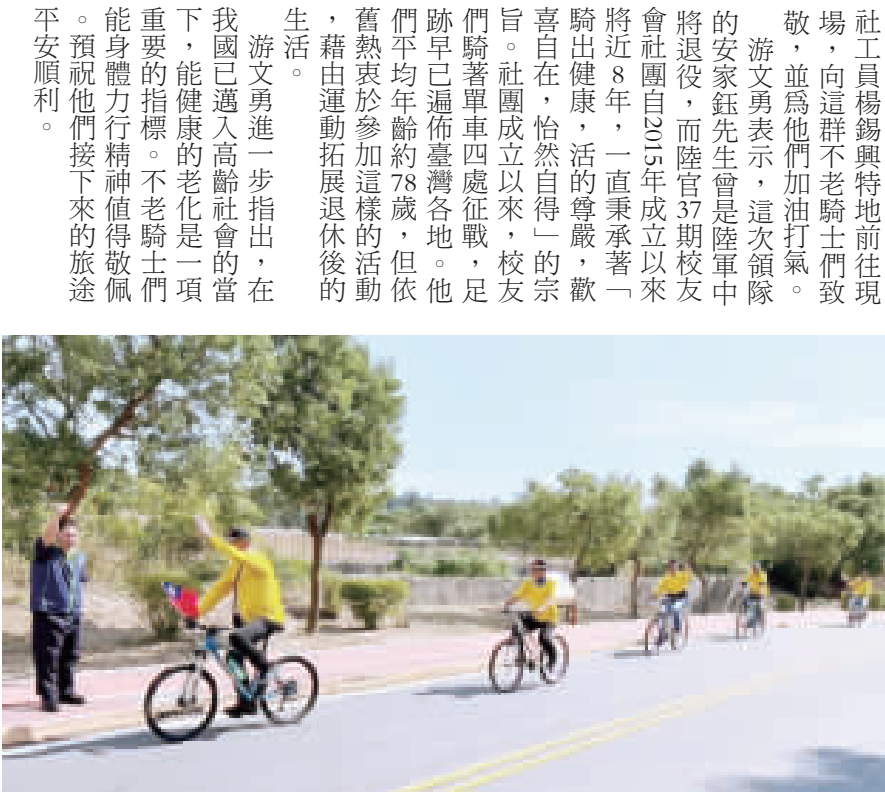 社工員楊錫興特地前往現
場，向這群不老騎士們致
敬，並爲他們加油打氣。
游文勇表示，這次領隊
的安家鈺先生曾是陸軍中
將退役，而陸官37期校友
會社團自2015年成立以來
將近8年，一直秉承著「
騎出健康，活的尊嚴，歡
喜自在，怡然自得」的宗
旨。社團成立以來，校友
們騎著單車四處征戰，足
跡早已遍佈臺灣各地。他
們平均年齡約78歲，但依
舊熱衷於參加這樣的活動
，藉由運動拓展退休後的
生活。
游文勇進一步指出，在
我國已邁入高齡社會的當
下，能健康的老化是一項
重要的指標。不老騎士們
能身體力行精神值得敬佩
。預祝他們接下來的旅途
平安順利。